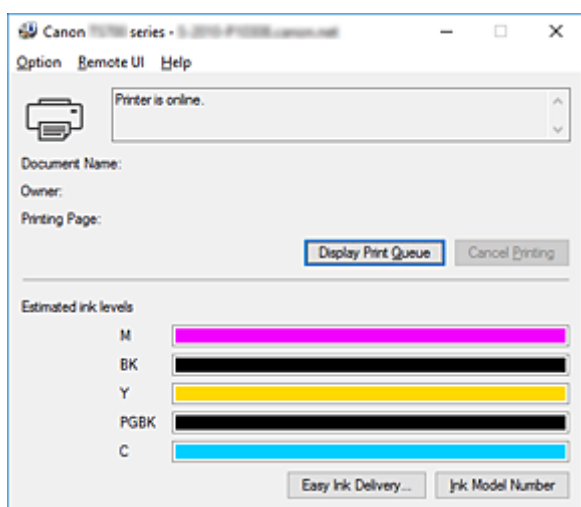 Canon series -
Option Remote UI Help
Printer is online.
Document Name:
Owner:
Printing Page:
Display Print Queue Cancel Printing
Estimated ink levels
M
BK
Y
PGBK
C
Easy Ink Delivery... Ink Model Number